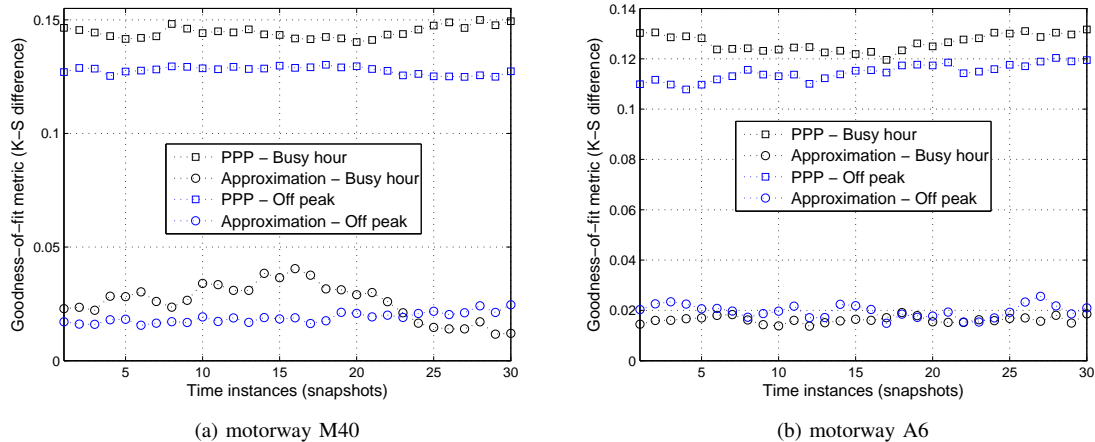 Goodness−of−fit metric (K−S difference)
0.15
0.1
0.05
0
PPP − Busy hour
Approximation − Busy hour
PPP − Off peak
Approximation − Off peak
5 10 15 20 25 30
Time instances (snapshots)
(a) motorway M40
Goodness−of−fit metric (K−S difference)
0.14
0.12
0.1
0.08
0.06
0.04
0.02
0
PPP − Busy hour
Approximation − Busy hour
PPP − Off peak
Approximation − Off peak
5 10 15 20 25 30
Time instances (snapshots)
(b) motorway A6